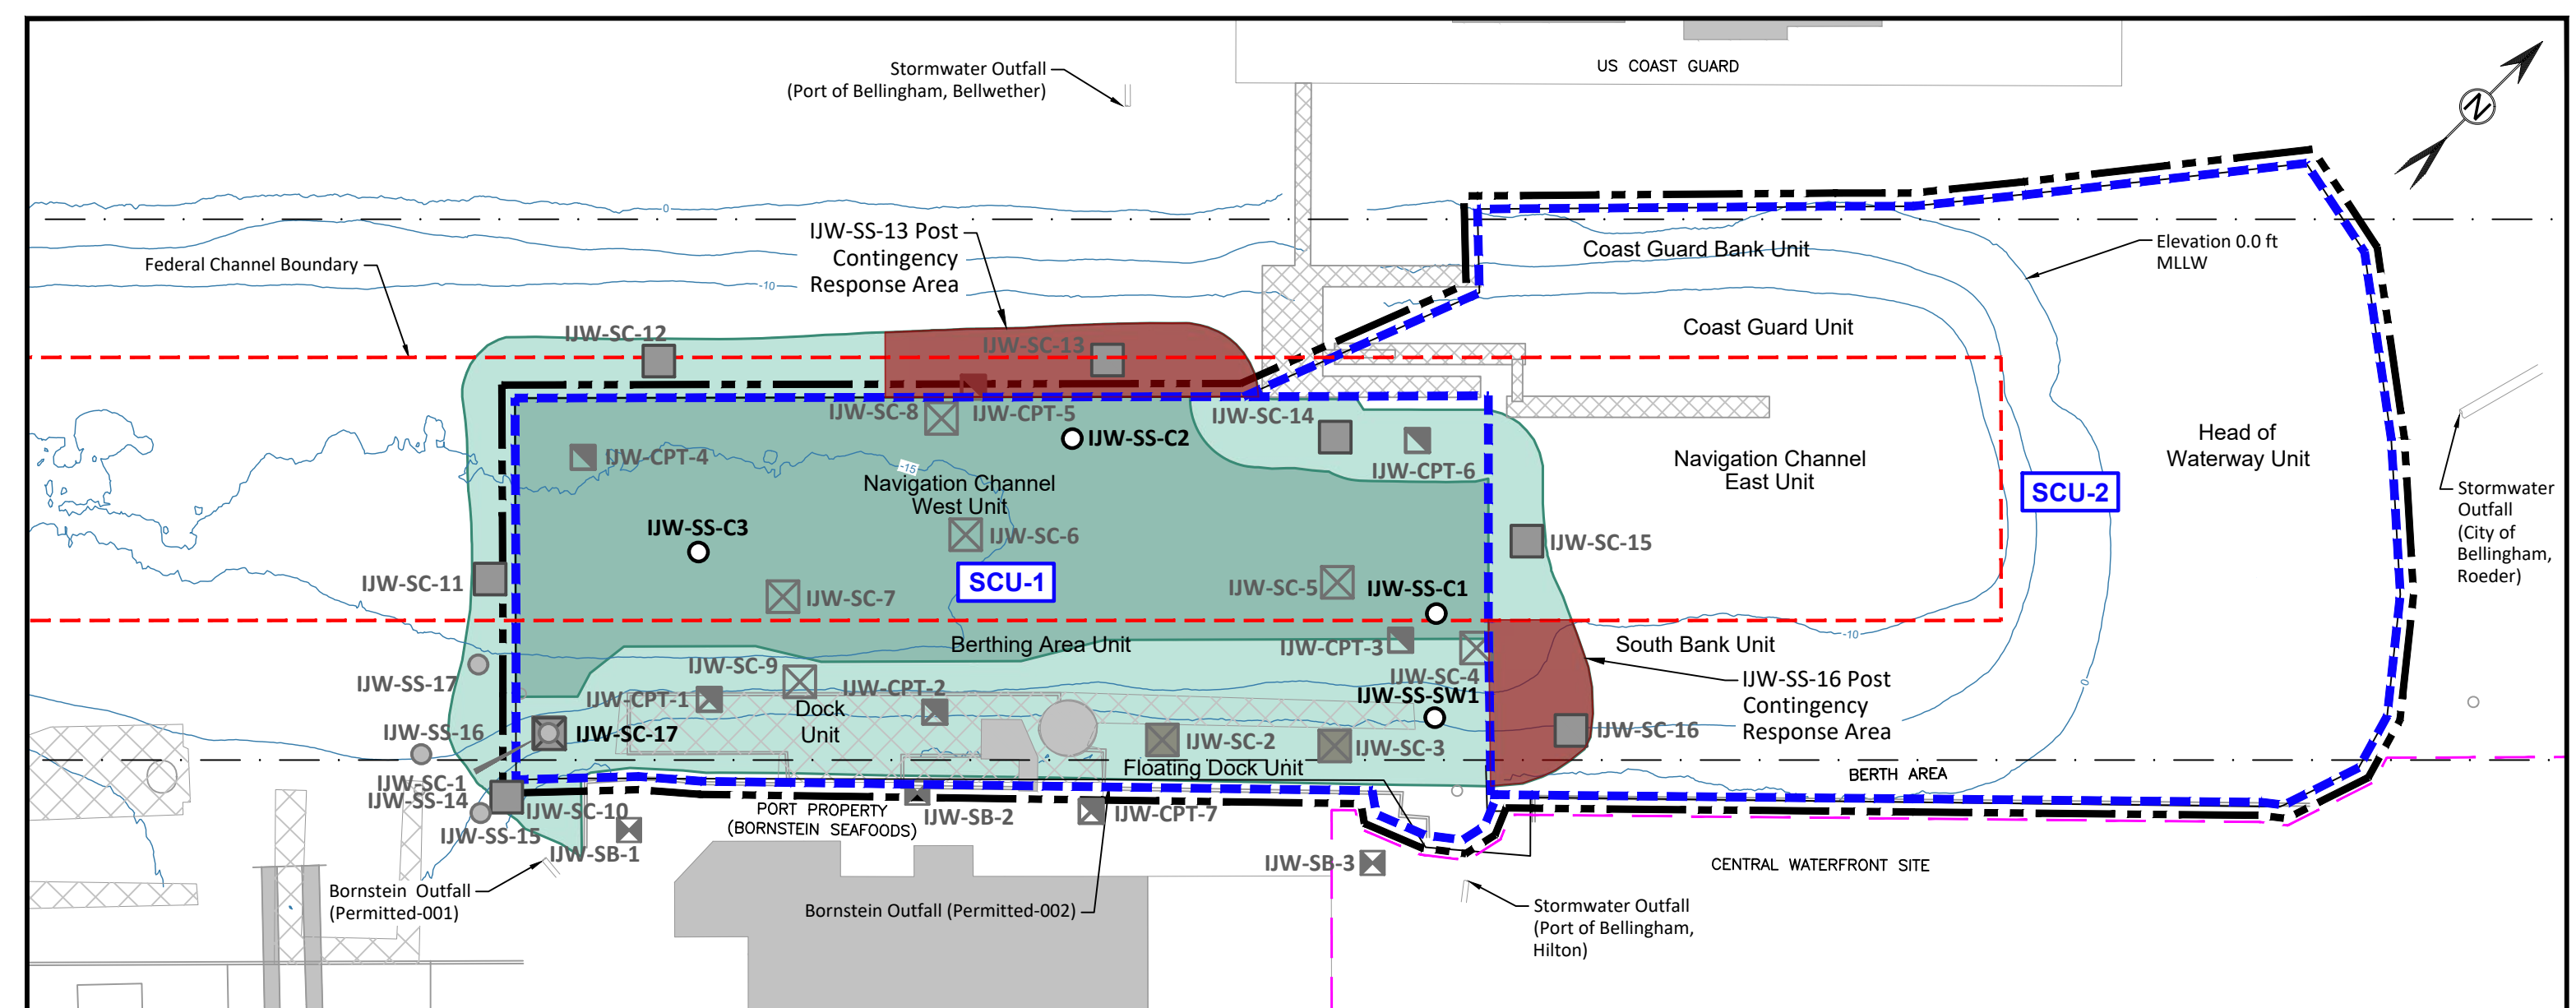 US COAST GUARD
Stormwater Outfall
(Port of Bellingham, Bellwether)
N
0
IJW-SS-13 Post
Contingency
Response Area
Coast Guard Bank Unit
Elevation 0.0 ft
MLLW
Federal Channel Boundary
-10
Coast Guard Unit
IJW-SC-12
IJW-SC-13
IJW-SC-8
IJW-CPT-5
IJW-SC-14
IJW-SS-C2
IJW-CPT-4
-15
IJW-CPT-6
Navigation Channel
West Unit
Navigation Channel
East Unit
Head of
Waterway Unit
SCU-2
Stormwater
Outfall
(City of
Bellingham,
Roeder)
IJW-SS-C3
IJW-SC-6
IJW-SC-15
IJW-SC-11
SCU-1
IJW-SC-7
IJW-SC-5
IJW-SS-C1
-10
Berthing Area Unit
IJW-CPT-3
South Bank Unit
IJW-SC-9
IJW-SC-4
IJW-SS-17
IJW-CPT-1
IJW-CPT-2
IJW-SS-SW1
IJW-SS-16 Post
Contingency
Response Area
0
Dock
Unit
IJW-SS-16
IJW-SC-17
IJW-SC-2
IJW-SC-3
IJW-SC-16
Floating Dock Unit
BERTH AREA
IJW-SC-1
IJW-SS-14
IJW-SC-10
IJW-SS-15
PORT PROPERTY
(BORNSTEIN SEAFOODS)
IJW-SB-2
IJW-CPT-7
IJW-SB-1
IJW-SB-3
CENTRAL WATERFRONT SITE
Bornstein Outfall
(Permitted-001)
Bornstein Outfall (Permitted-002)
Stormwater Outfall
(Port of Bellingham,
Hilton)